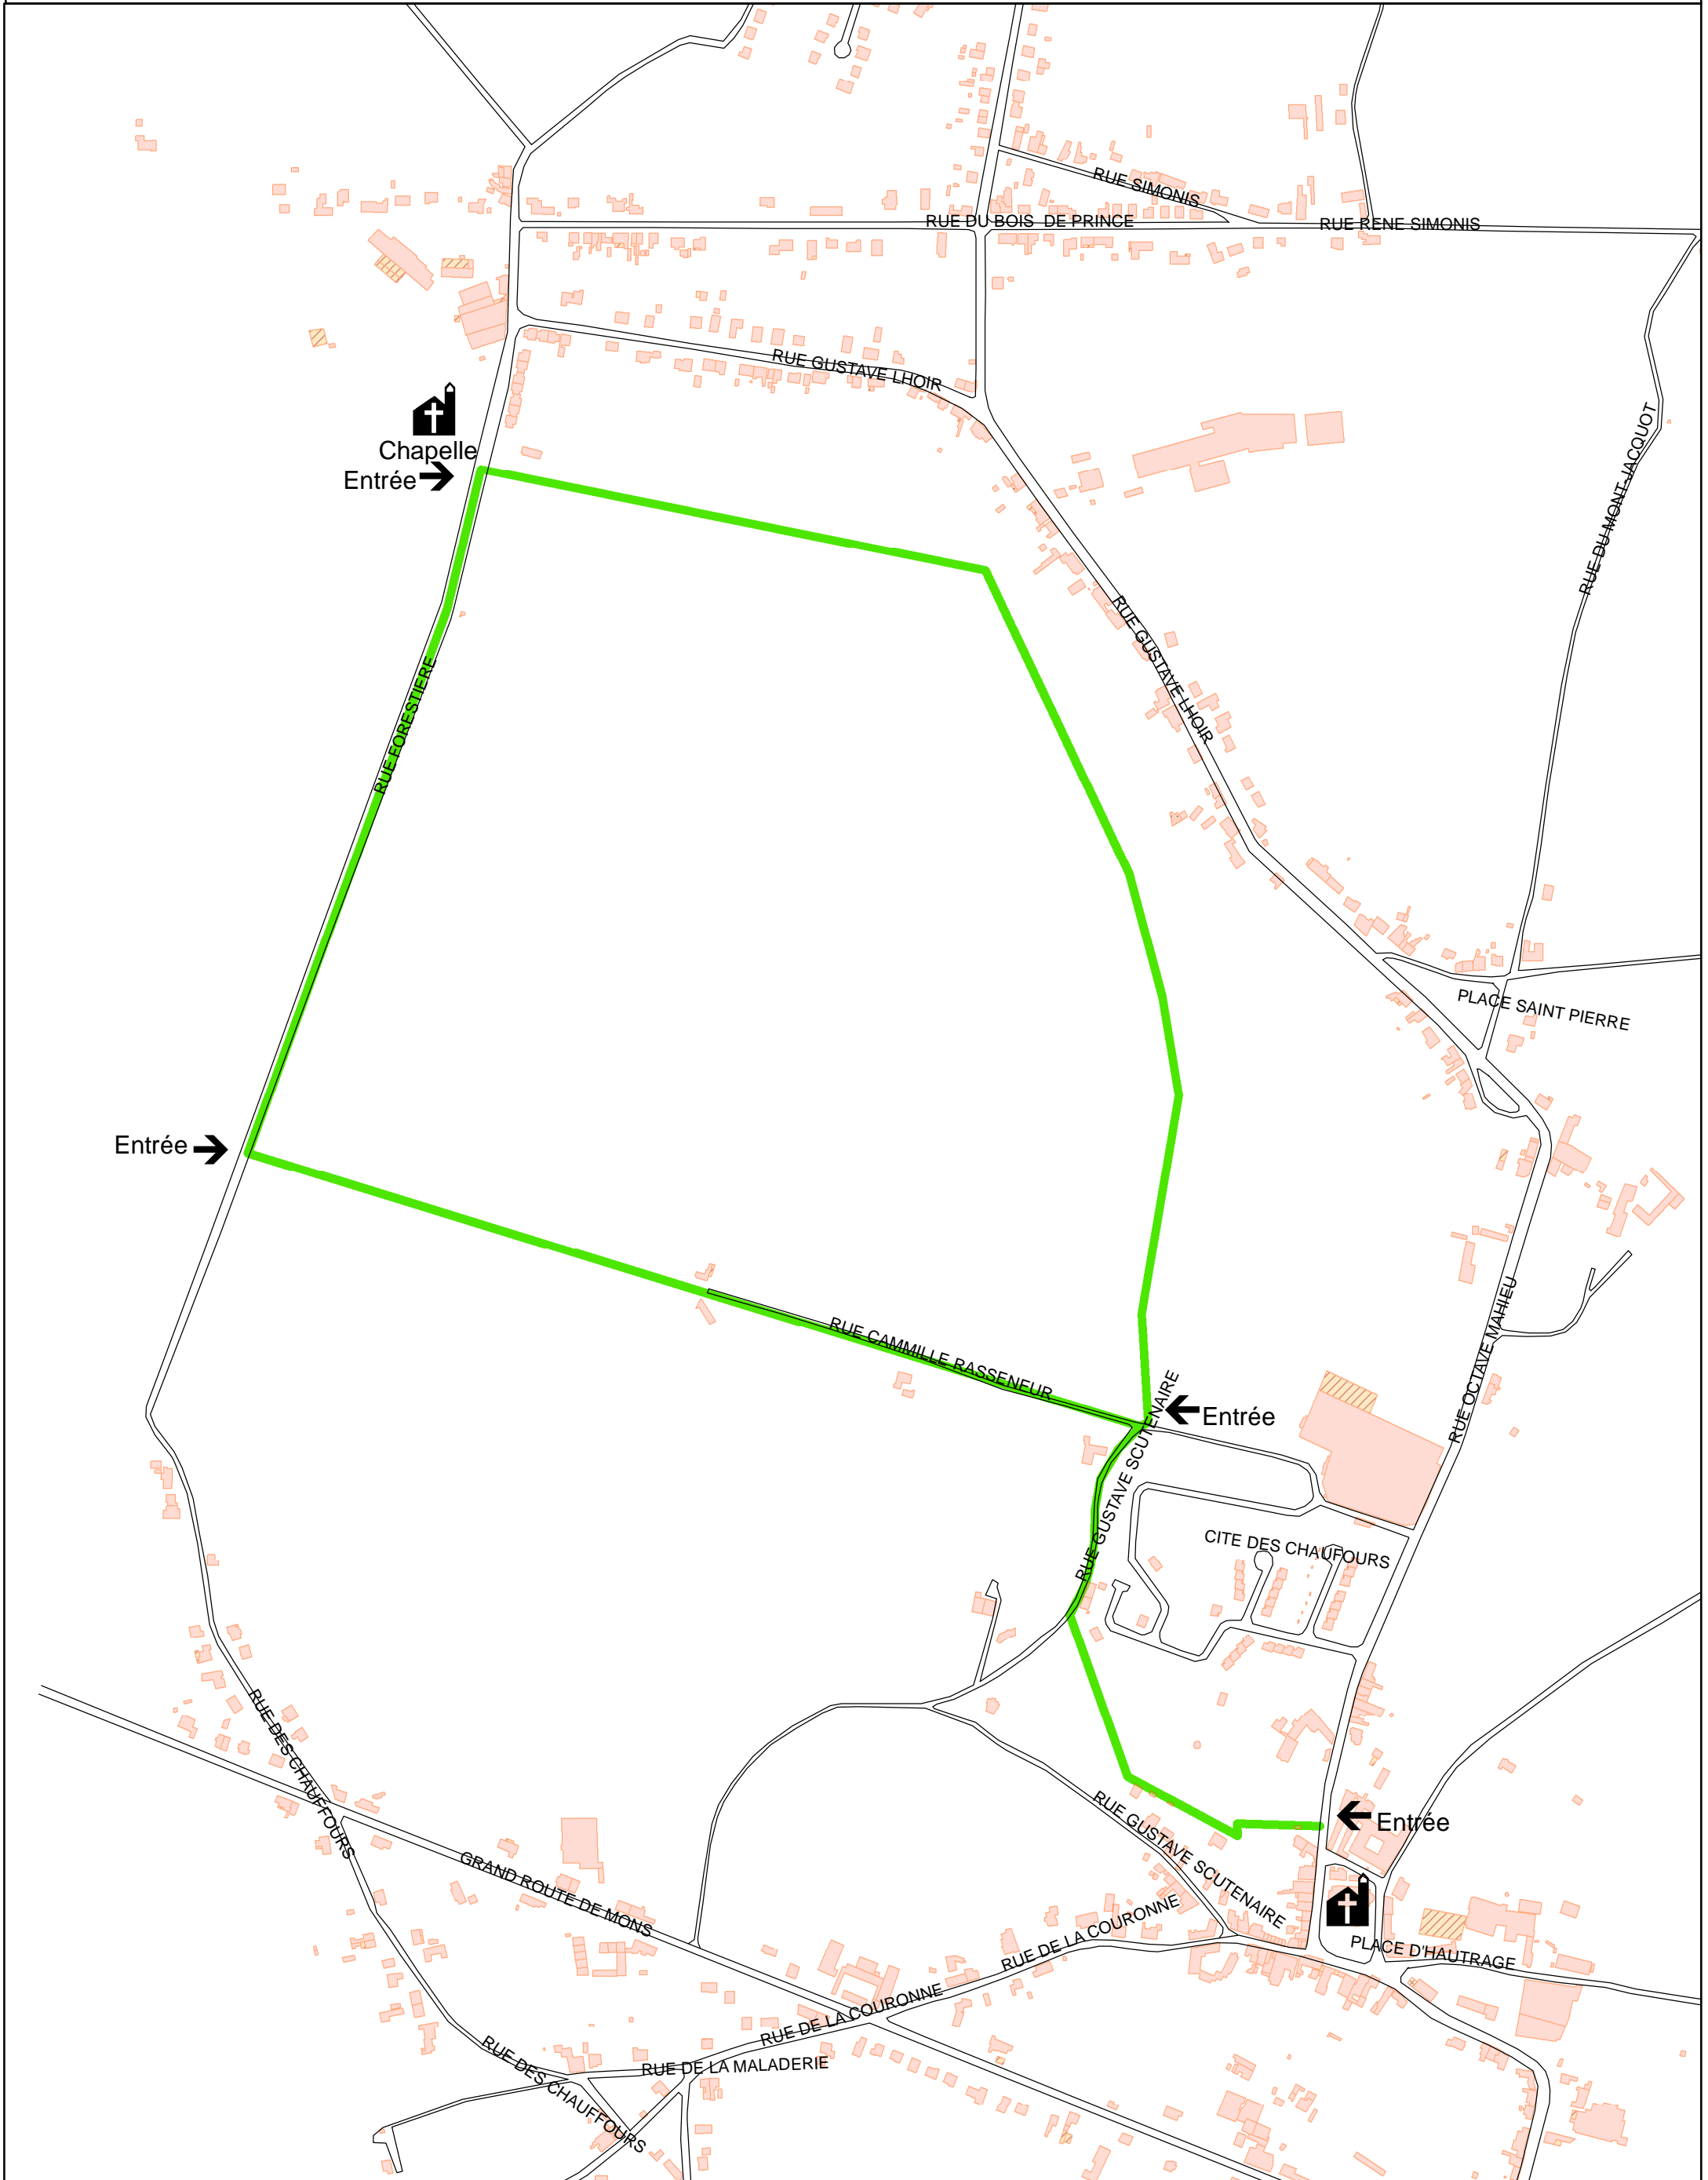 RUE SIMONIS
RUE DU BOIS DE PRINCE
RUE RENE SIMONIS
RUE GUSTAVE LHOIR
Chapelle
Entrée
RUE DU MONT-JACQUOT
RUE GUSTAVE LHOIR
RUE FORESTIERE
PLACE SAINT PIERRE
Entrée
RUE OCTAVE MAHIEU
RUE CAMMILLE RASSENEUR
Entrée
RUE GUSTAVE SCUTENAIRE
CITE DES CHAUFOURS
RUE DES CHAUFFOURS
RUE GUSTAVE SCUTENAIRE
Entrée
GRAND ROUTE DE MONS
RUE DE LA COURONNE
PLACE D'HAUTRAGE
RUE DE LA COURONNE
RUE DES CHAUFFOURS
RUE DE LA MALADERIE